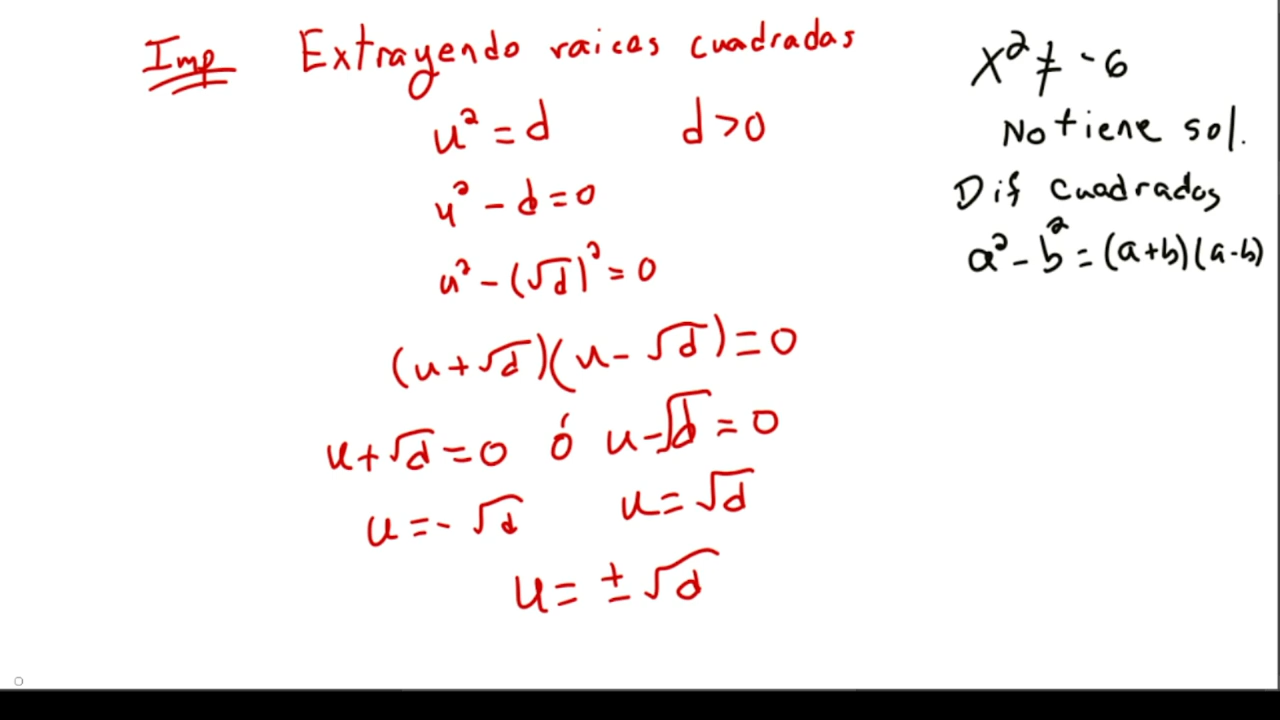 Imp Extrayendo raices cuadradas
u² = d d > 0
u² - d = 0
u² - (√d)² = 0
(u + √d)(u - √d) = 0
u + √d = 0 ó u - √d = 0
u = - √d u = √d
u = ± √d
x² ≠ -6
No tiene sol.
Dif cuadrados
a² - b² = (a+b)(a-b)